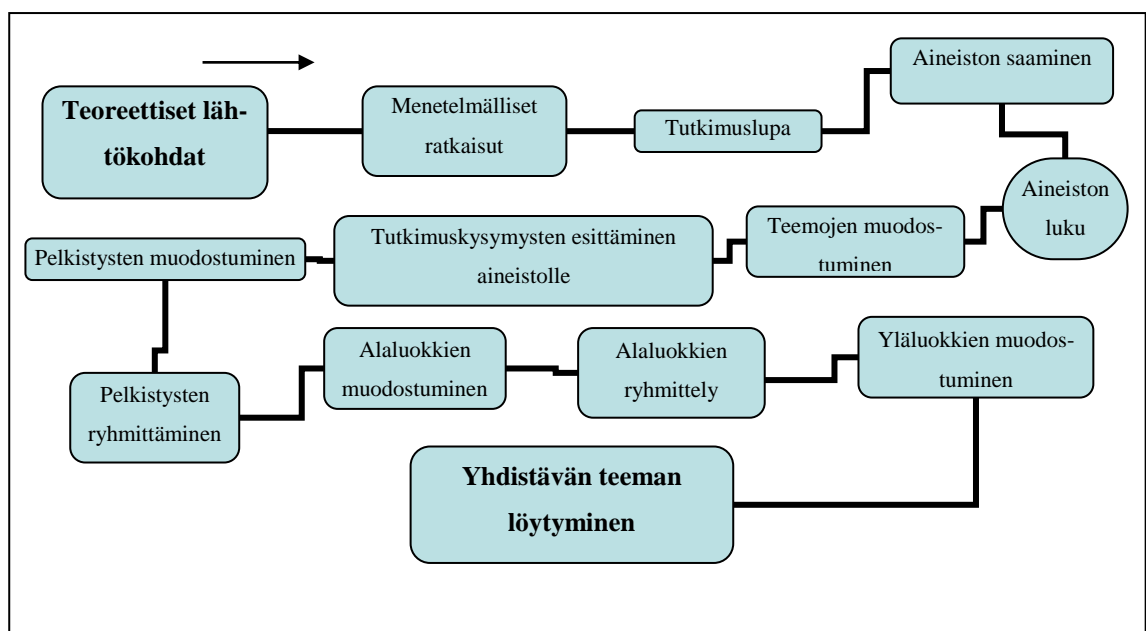 Teoreettiset läh-
tökohdat
Menetelmälliset
ratkaisut
Tutkimuslupa
Aineiston saaminen
Aineiston
luku
Teemojen muodos-
tuminen
Tutkimuskysymysten esittäminen
aineistolle
Pelkistysten muodostuminen
Pelkistysten
ryhmittäminen
Alaluokkien
muodostuminen
Alaluokkien
ryhmittely
Yläluokkien muodos-
tuminen
Yhdistävän teeman
löytyminen